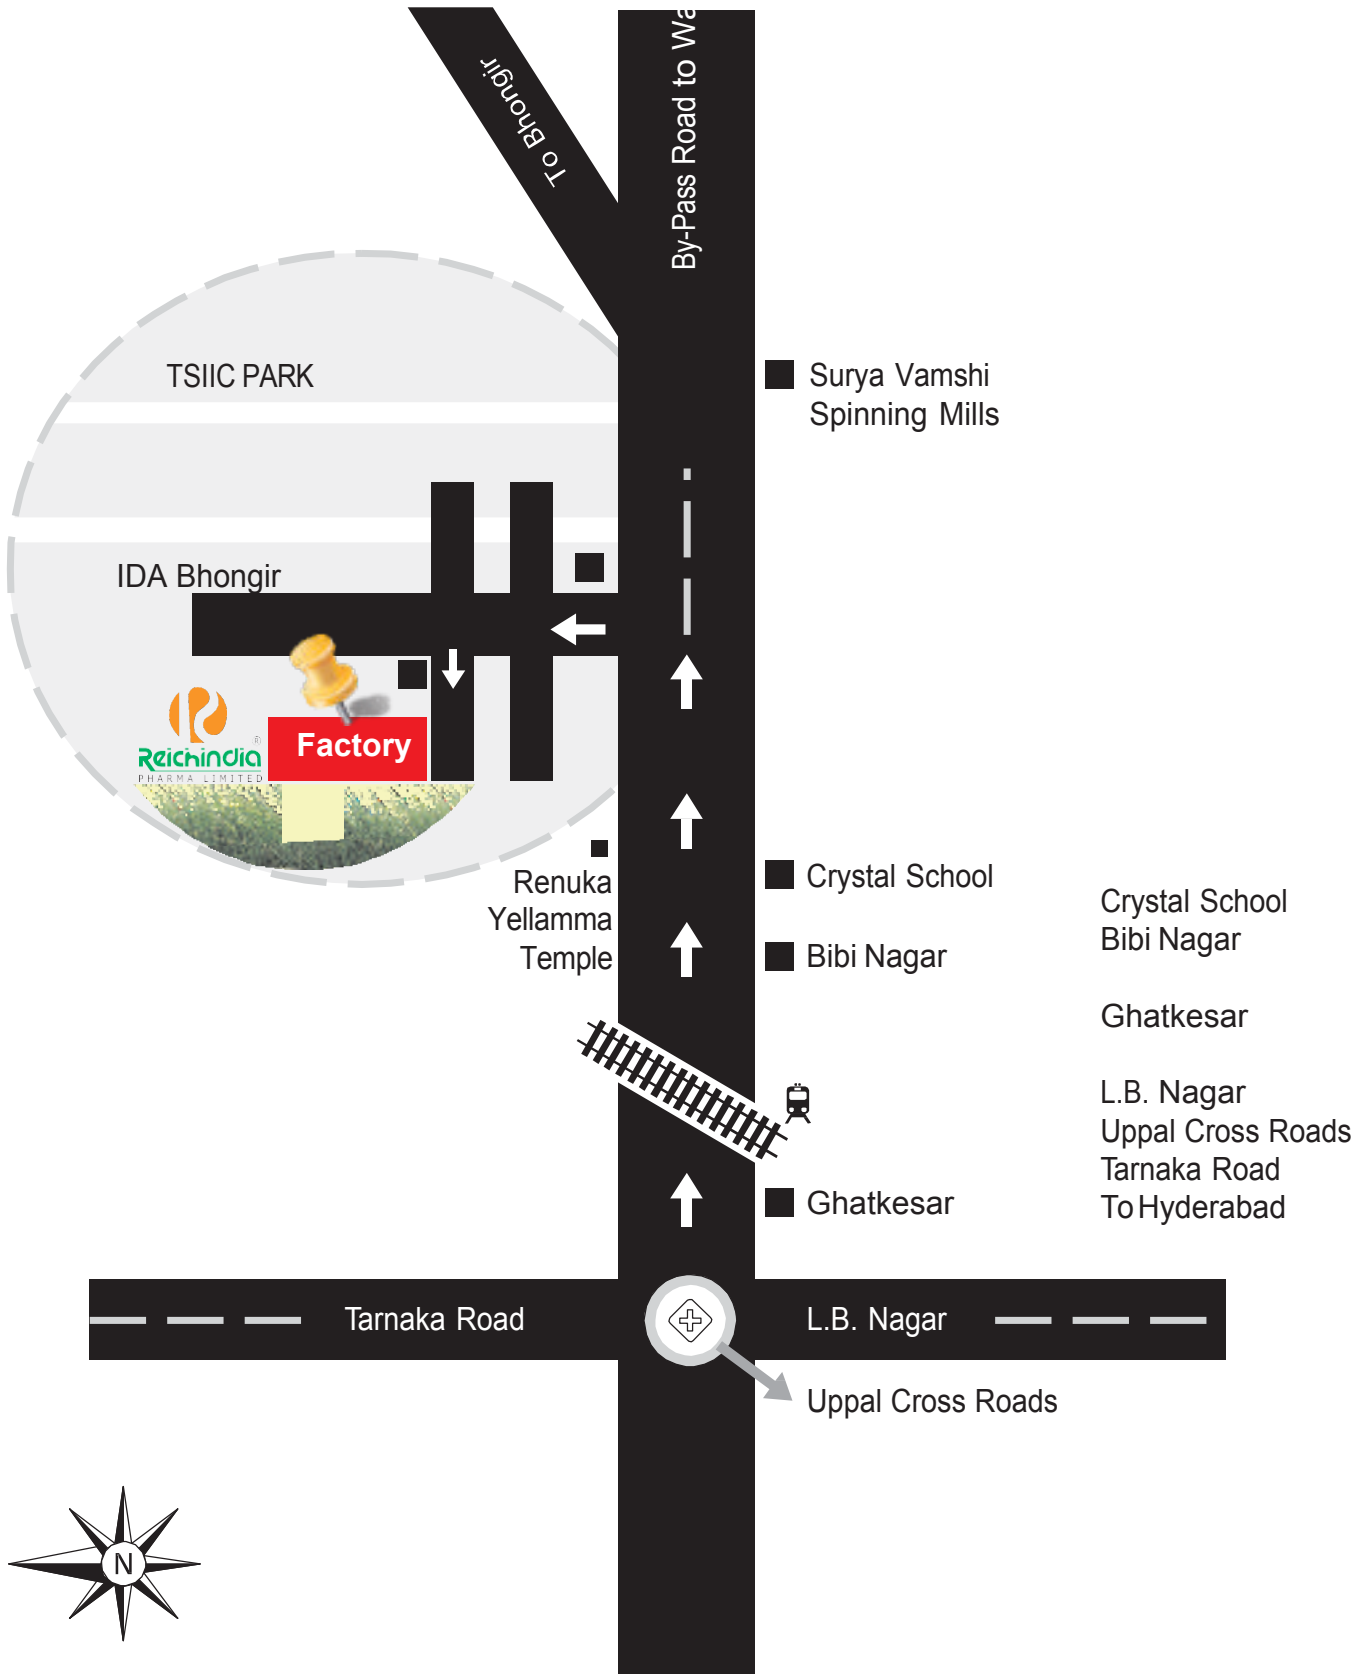 To Bhongir
By-Pass Road to Wa
TSIIC PARK
Surya Vamshi
Spinning Mills
IDA Bhongir
Factory
Reichindia
®
PHARMA LIMITED
Renuka
Yellamma
Temple
Crystal School
Bibi Nagar
Crystal School
Bibi Nagar
Ghatkesar
L.B. Nagar
Uppal Cross Roads
Tarnaka Road
To Hyderabad
Ghatkesar
Tarnaka Road
L.B. Nagar
Uppal Cross Roads
N